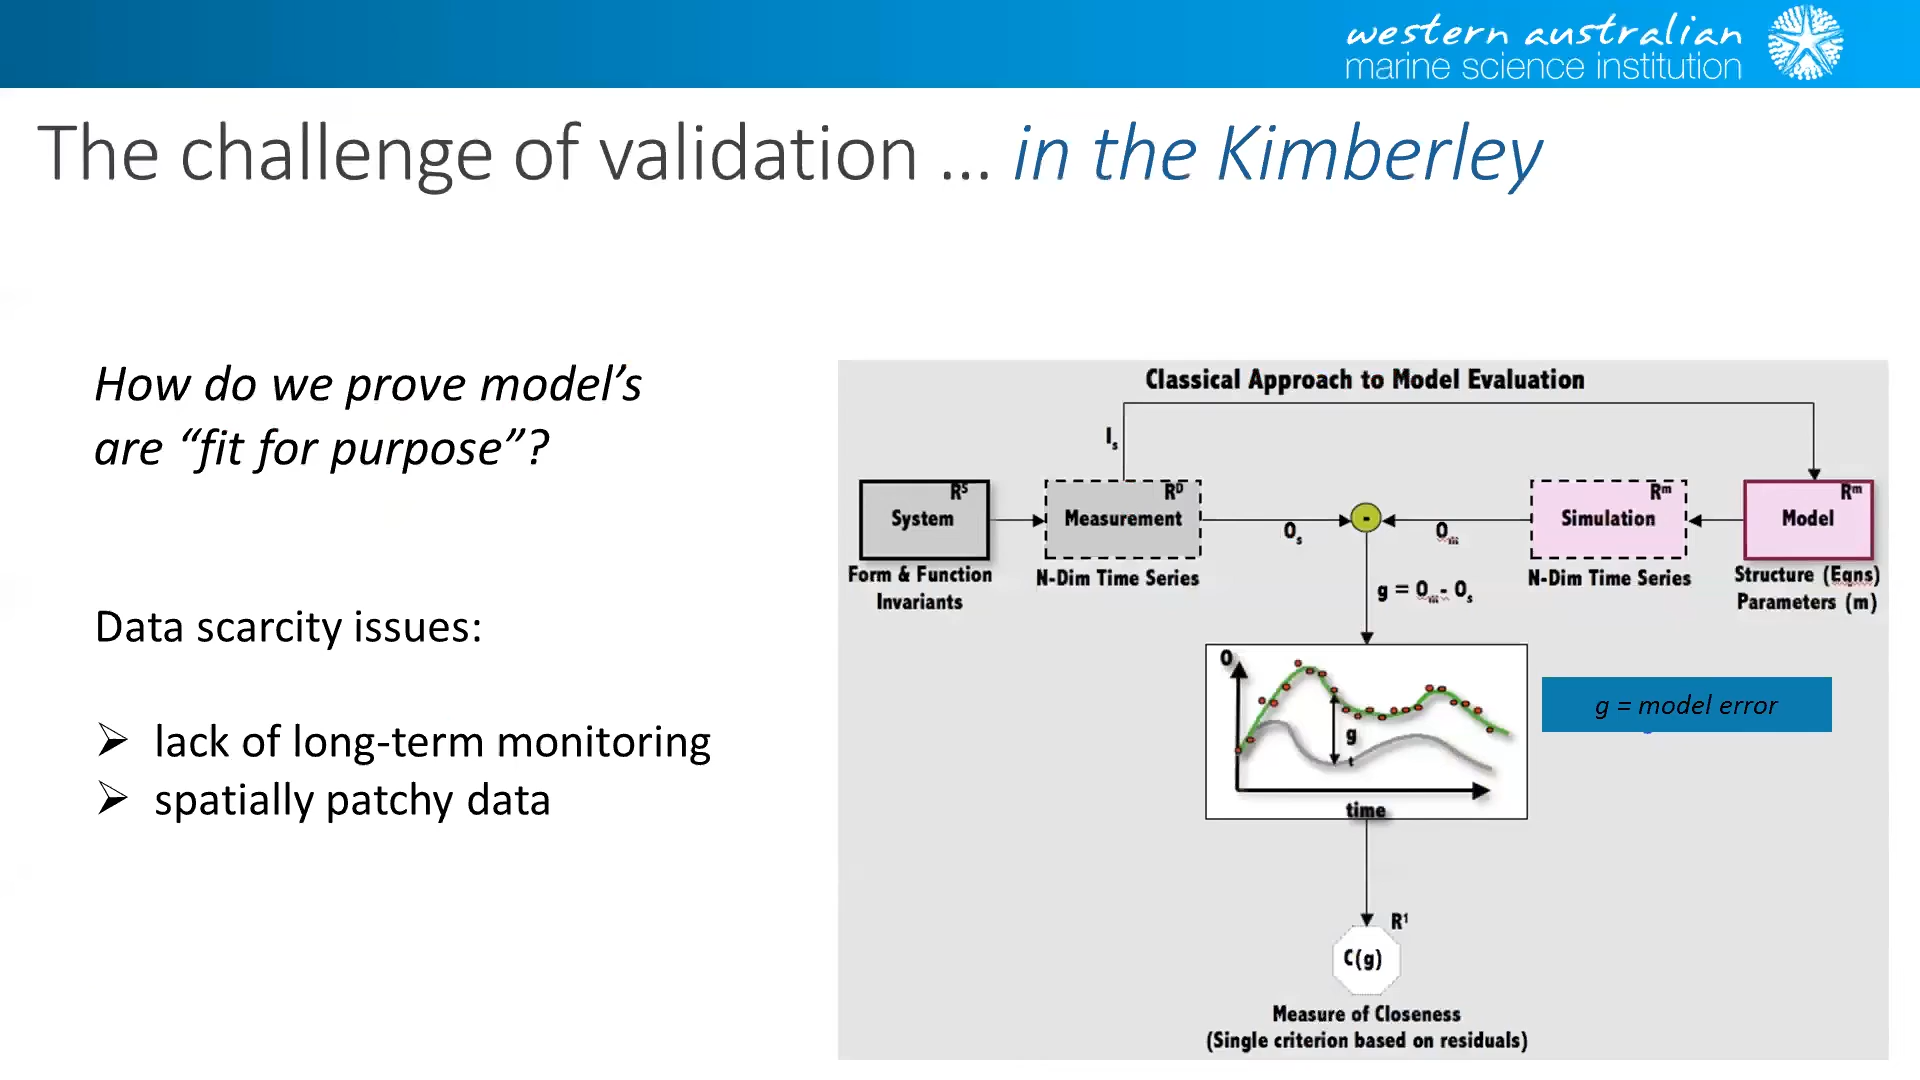 western australian
marine science institution
The challenge of validation ... in the Kimberley
How do we prove model’s
are “fit for purpose”?
Data scarcity issues:
➢ lack of long-term monitoring
➢ spatially patchy data
Classical Approach to Model Evaluation
Is
RS
System
Form & Function
Invariants
RD
Measurement
N-Dim Time Series
Os
-
Om
Rm
Simulation
N-Dim Time Series
Rm
Model
Structure (Eqns)
Parameters (m)
g = Om- Os
O
g
t
time
g = model error
R1
C(g)
Measure of Closeness
(Single criterion based on residuals)